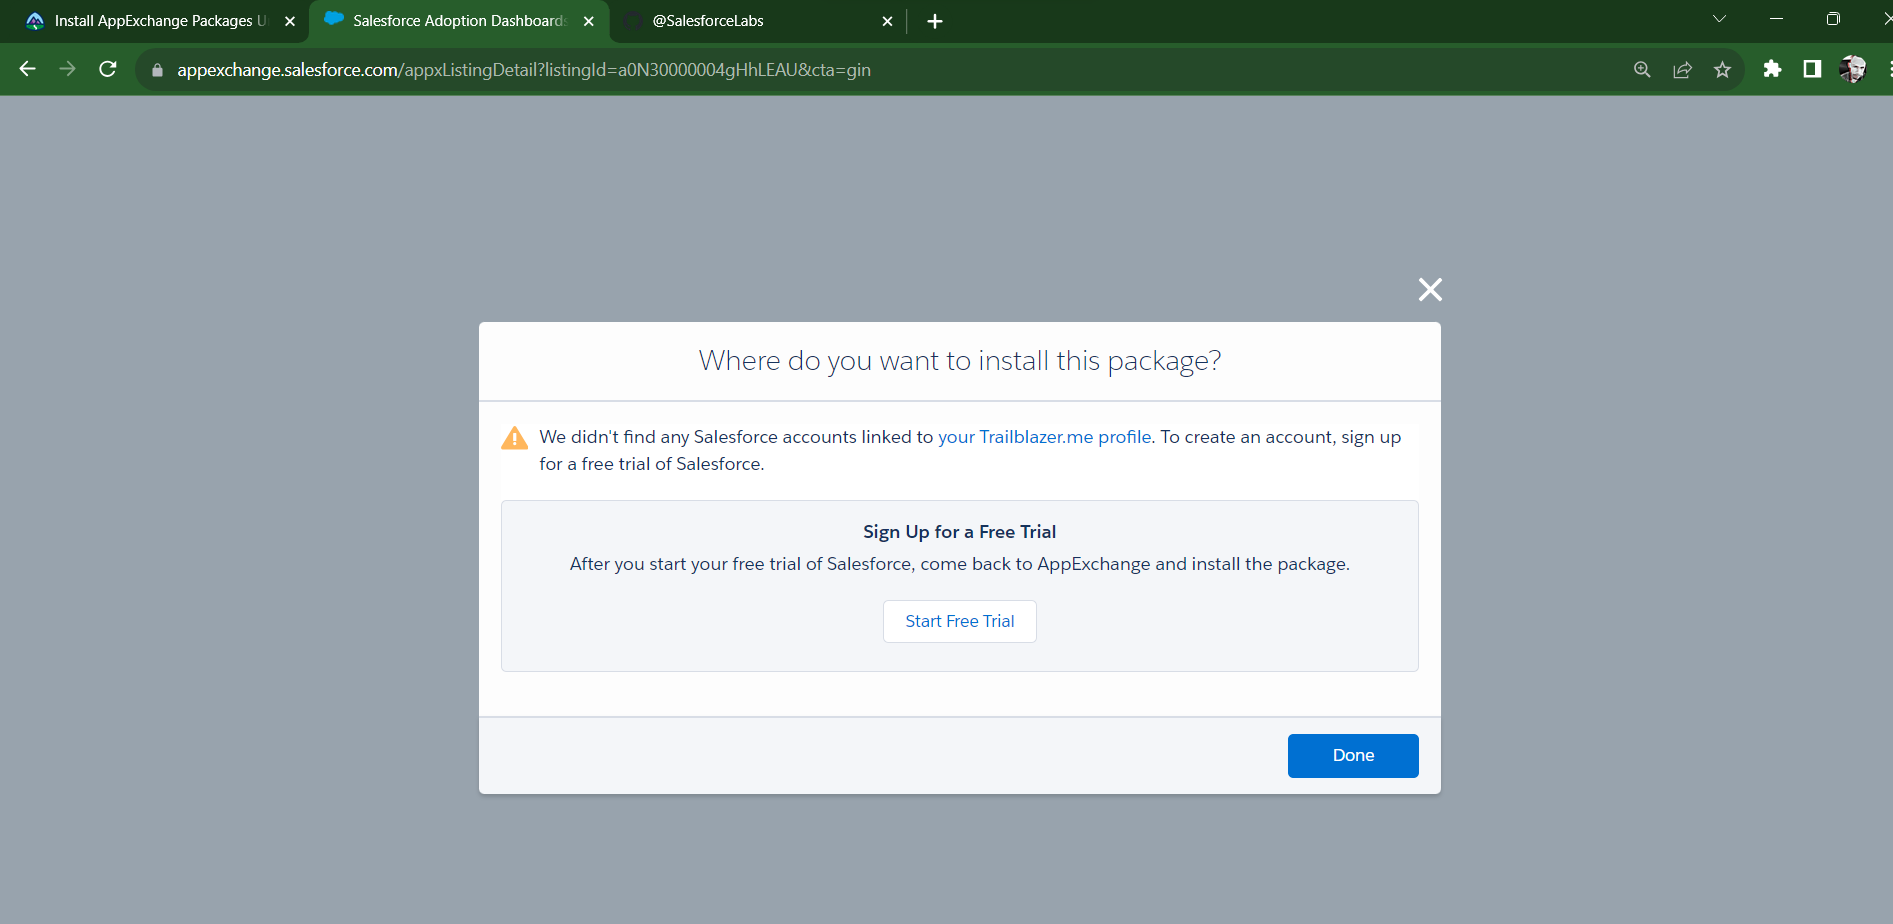 Install AppExchange Packages U
Salesforce Adoption Dashboards
@SalesforceLabs
appexchange.salesforce.com/appxListingDetail?listingId=a0N30000004gHhLEAU&cta=gin
Where do you want to install this package?
We didn't find any Salesforce accounts linked to your Trailblazer.me profile. To create an account, sign up
for a free trial of Salesforce.
Sign Up for a Free Trial
After you start your free trial of Salesforce, come back to AppExchange and install the package.
Start Free Trial
Done